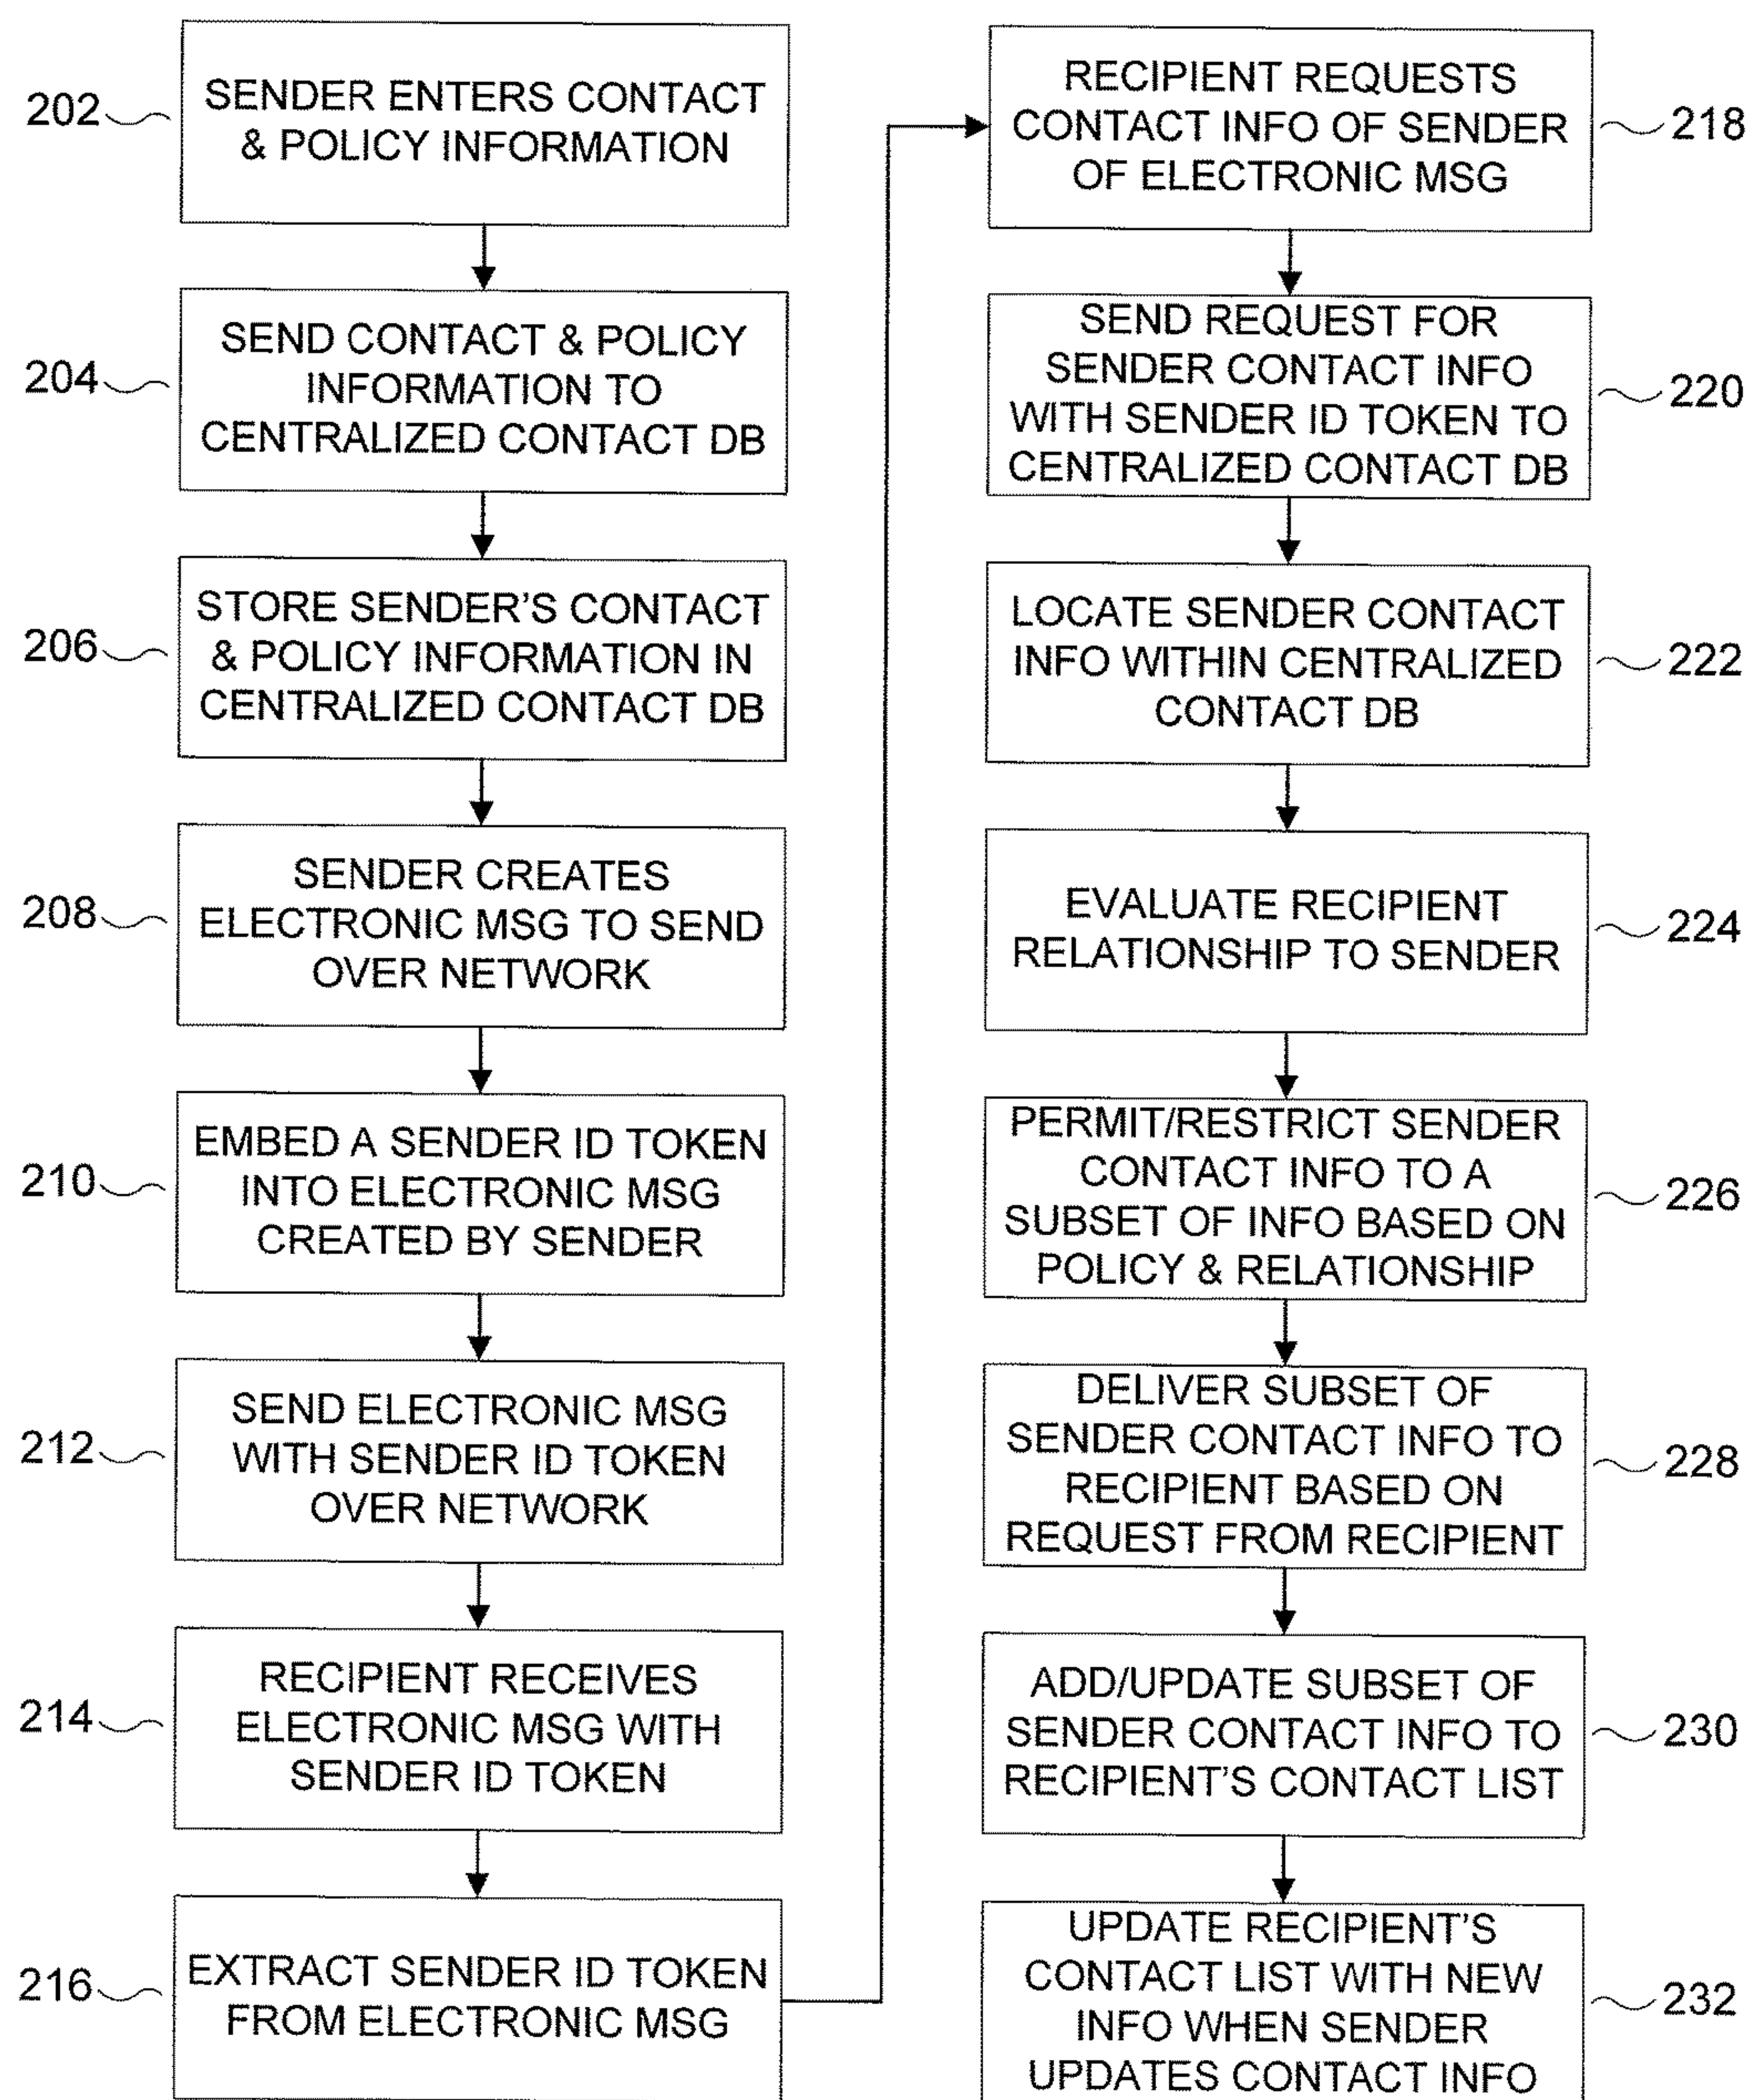 202
SENDER ENTERS CONTACT
& POLICY INFORMATION
204
SEND CONTACT & POLICY
INFORMATION TO
CENTRALIZED CONTACT DB
206
STORE SENDER'S CONTACT
& POLICY INFORMATION IN
CENTRALIZED CONTACT DB
208
SENDER CREATES
ELECTRONIC MSG TO SEND
OVER NETWORK
210
EMBED A SENDER ID TOKEN
INTO ELECTRONIC MSG
CREATED BY SENDER
212
SEND ELECTRONIC MSG
WITH SENDER ID TOKEN
OVER NETWORK
214
RECIPIENT RECEIVES
ELECTRONIC MSG WITH
SENDER ID TOKEN
216
EXTRACT SENDER ID TOKEN
FROM ELECTRONIC MSG
RECIPIENT REQUESTS
CONTACT INFO OF SENDER
OF ELECTRONIC MSG
218
SEND REQUEST FOR
SENDER CONTACT INFO
WITH SENDER ID TOKEN TO
CENTRALIZED CONTACT DB
220
LOCATE SENDER CONTACT
INFO WITHIN CENTRALIZED
CONTACT DB
222
EVALUATE RECIPIENT
RELATIONSHIP TO SENDER
224
PERMIT/RESTRICT SENDER
CONTACT INFO TO A
SUBSET OF INFO BASED ON
POLICY & RELATIONSHIP
226
DELIVER SUBSET OF
SENDER CONTACT INFO TO
RECIPIENT BASED ON
REQUEST FROM RECIPIENT
228
ADD/UPDATE SUBSET OF
SENDER CONTACT INFO TO
RECIPIENT'S CONTACT LIST
230
UPDATE RECIPIENT'S
CONTACT LIST WITH NEW
INFO WHEN SENDER
UPDATES CONTACT INFO
232